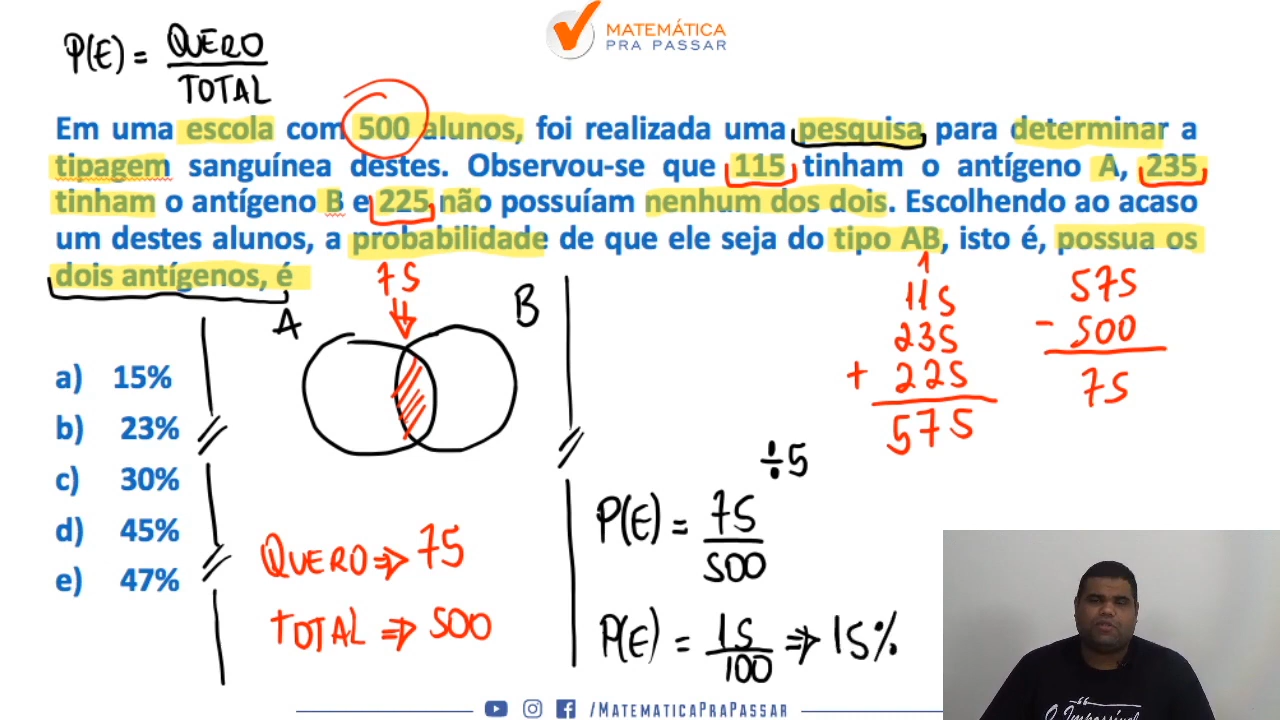 MATEMÁTICA
PRA PASSAR
P(E) = QUERO
TOTAL
Em uma escola com 500 alunos, foi realizada uma pesquisa para determinar a
tipagem sanguínea destes. Observou-se que 115 tinham o antígeno A, 235
tinham o antígeno B e 225 não possuíam nenhum dos dois. Escolhendo ao acaso
um destes alunos, a probabilidade de que ele seja do tipo AB, isto é, possua os
dois antígenos, é
a) 15%
b) 23%
c) 30%
d) 45%
e) 47%
75
A B
QUERO ⇒ 75
TOTAL ⇒ 500
1
115
235
+ 225
575
575
- 500
75
÷5
P(E) = 75
500
P(E) = 15 ⇒ 15%
100
/MATEMATICAPRAPASSAR
“
O Impossível